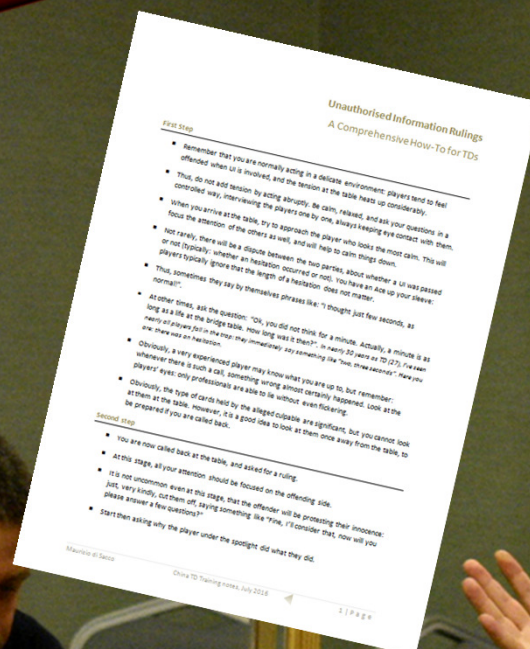 Unauthorised Information Rulings
A Comprehensive How-To for TDs
First Step
• Remember that you are normally acting in a delicate environment: players tend to feel
offended when UI is involved, and the tension at the table heats up considerably.
• Thus, do not add tension by acting abruptly. Be calm, relaxed, and ask your questions in a
controlled way, interviewing the players one by one, always keeping eye contact with them.
• When you arrive at the table, try to approach the player who looks the most calm. This will
focus the attention of the others as well, and will help to calm things down.
• Not rarely, there will be a dispute between the two parties, about whether a UI was passed
or not (typically: whether an hesitation occurred or not). You have an Ace up your sleeve:
players typically ignore that the length of a hesitation does not matter.
• Thus, sometimes they say by themselves phrases like: "I thought just few seconds, as
normal!".
• At other times, ask the question: "Ok, you did not think for a minute. Actually, a minute is as
long as a life at the bridge table. How long was it then?". In nearly 30 years as TD (27), I've seen
nearly all players fall in the trap: they immediately say something like "two, three seconds". Here you
are: there was an hesitation.
• Obviously, a very experienced player may know what you are up to, but remember:
whenever there is such a call, something wrong almost certainly happened. Look at the
players' eyes: only professionals are able to lie without even flickering.
• Obviously, the type of cards held by the alleged culpable are significant, but you cannot look
at them at the table. However, it is a good idea to look at them once away from the table, to
be prepared if you are called back.
Second step
• You are now called back at the table, and asked for a ruling.
• At this stage, all your attention should be focused on the offending side.
• It is not uncommon even at this stage, that the offender will be protesting their innocence:
just, very kindly, cut them off, saying something like "Fine, I'll consider that, now will you
please answer a few questions?"
• Start then asking why the player under the spotlight did what they did.
Maurizio di Sacco
China TD Training notes, July 2016
1 | Page